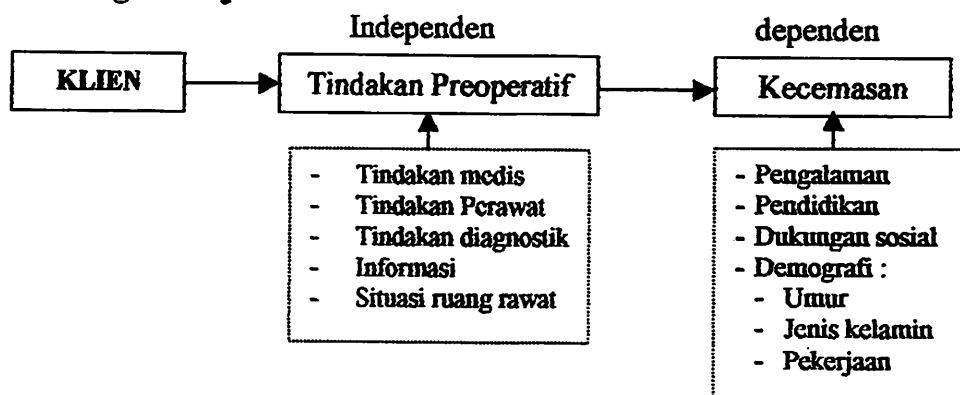 Independen
dependen
KLIEN
Tindakan Preoperatif
Kecemasan
- Tindakan medis
- Tindakan Perawat
- Tindakan diagnostik
- Informasi
- Situasi ruang rawat
- Pengalaman
- Pendidikan
- Dukungan sosial
- Demografi :
- Umur
- Jenis kelamin
- Pekerjaan